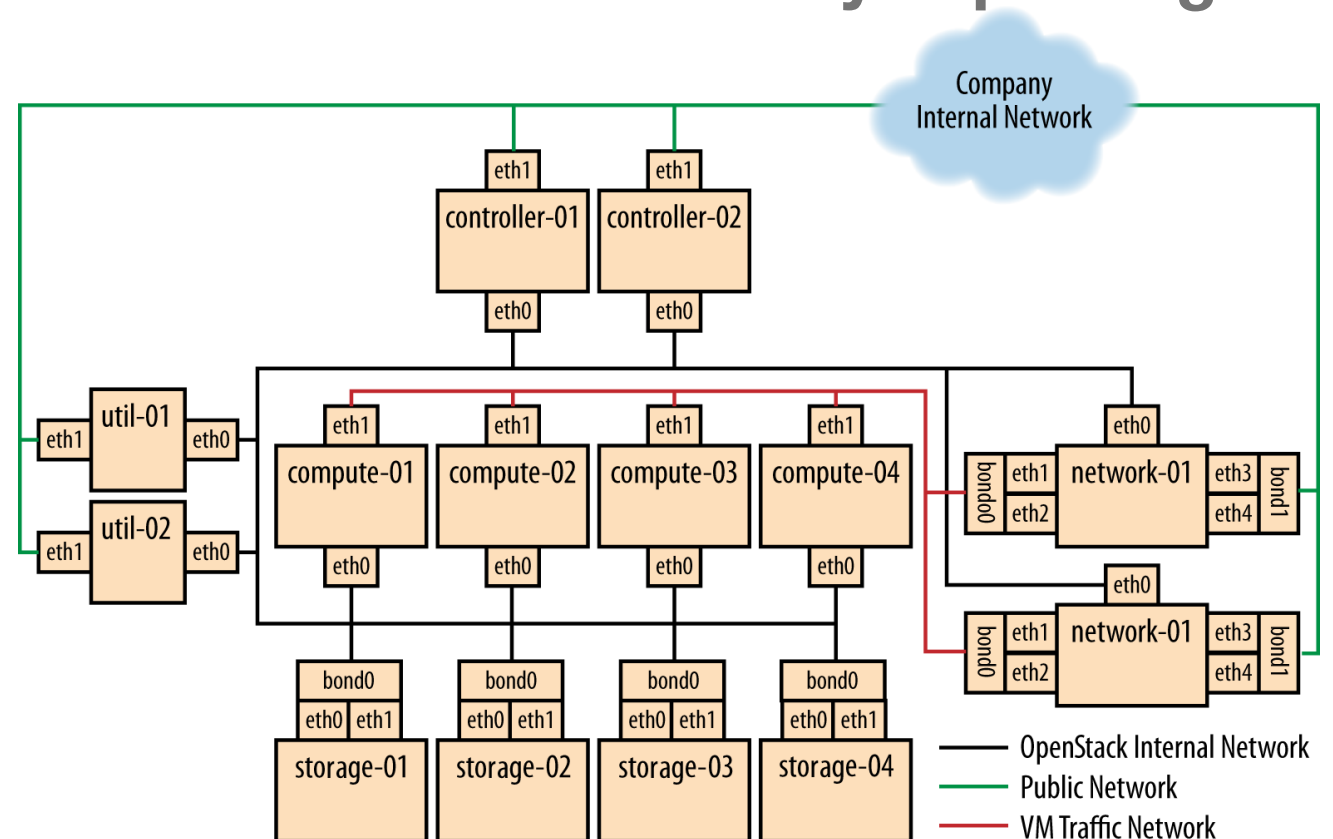 Company
Internal Network
eth1
eth1
controller-01
controller-02
eth0
eth0
util-01
eth1
eth0
util-02
eth1
eth0
eth1
eth1
eth1
eth1
compute-01
compute-02
compute-03
compute-04
eth0
eth0
eth0
eth0
eth0
network-01
bondo0
eth1
eth2
eth3
eth4
bond1
eth0
network-01
bond0
eth1
eth2
eth3
eth4
bond1
bond0
bond0
bond0
bond0
eth0 eth1
eth0 eth1
eth0 eth1
eth0 eth1
storage-01
storage-02
storage-03
storage-04
OpenStack Internal Network
Public Network
VM Traffic Network